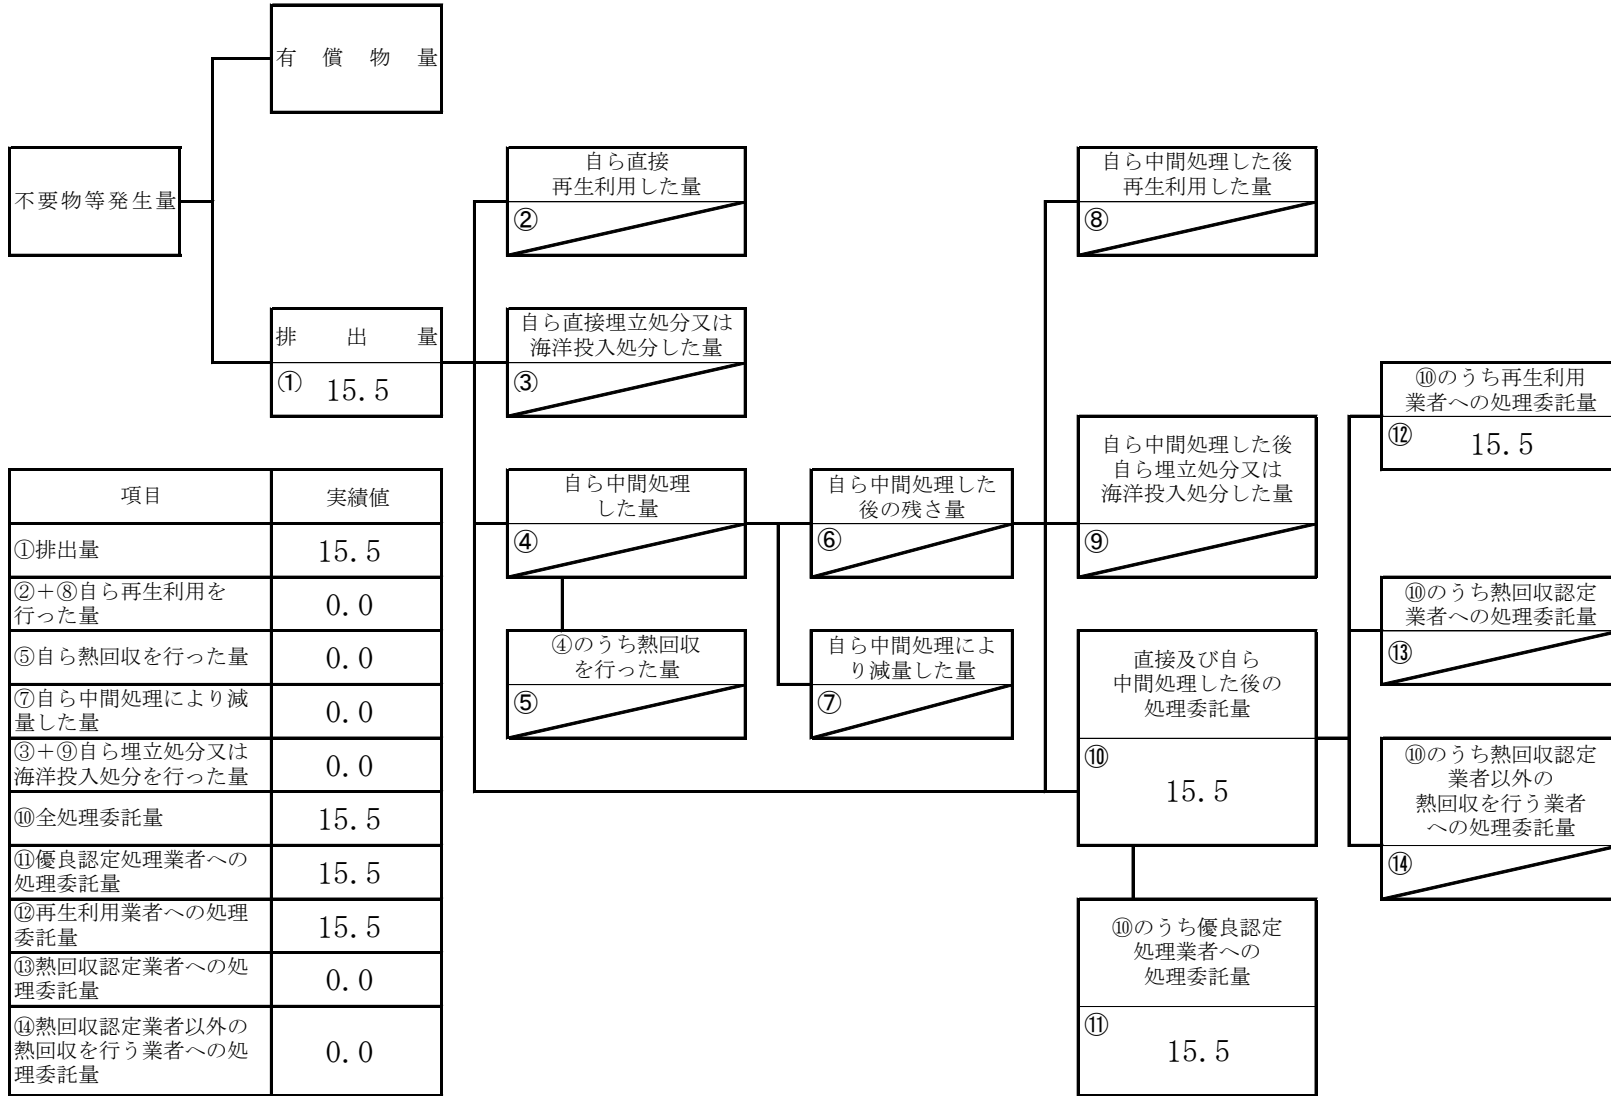 有償物量
不要物等発生量
排出量
① 15.5
自ら直接
再生利用した量
②
自ら直接埋立処分又は
海洋投入処分した量
③
自ら中間処理
した量
④
④のうち熱回収
を行った量
⑤
自ら中間処理した
後の残さ量
⑥
自ら中間処理によ
り減量した量
⑦
自ら中間処理した後
再生利用した量
⑧
自ら中間処理した後
自ら埋立処分又は
海洋投入処分した量
⑨
直接及び自ら
中間処理した後の
処理委託量
⑩
15.5
⑩のうち優良認定
処理業者への
処理委託量
⑪
15.5
⑩のうち再生利用
業者への処理委託量
⑫ 15.5
⑩のうち熱回収認定
業者への処理委託量
⑬
⑩のうち熱回収認定
業者以外の
熱回収を行う業者
への処理委託量
⑭
項目 実績値
①排出量 15.5
②＋⑧自ら再生利用を
行った量 0.0
⑤自ら熱回収を行った量 0.0
⑦自ら中間処理により減
量した量 0.0
③＋⑨自ら埋立処分又は
海洋投入処分を行った量 0.0
⑩全処理委託量 15.5
⑪優良認定処理業者への
処理委託量 15.5
⑫再生利用業者への処理
委託量 15.5
⑬熱回収認定業者への処
理委託量 0.0
⑭熱回収認定業者以外の
熱回収を行う業者への処
理委託量 0.0